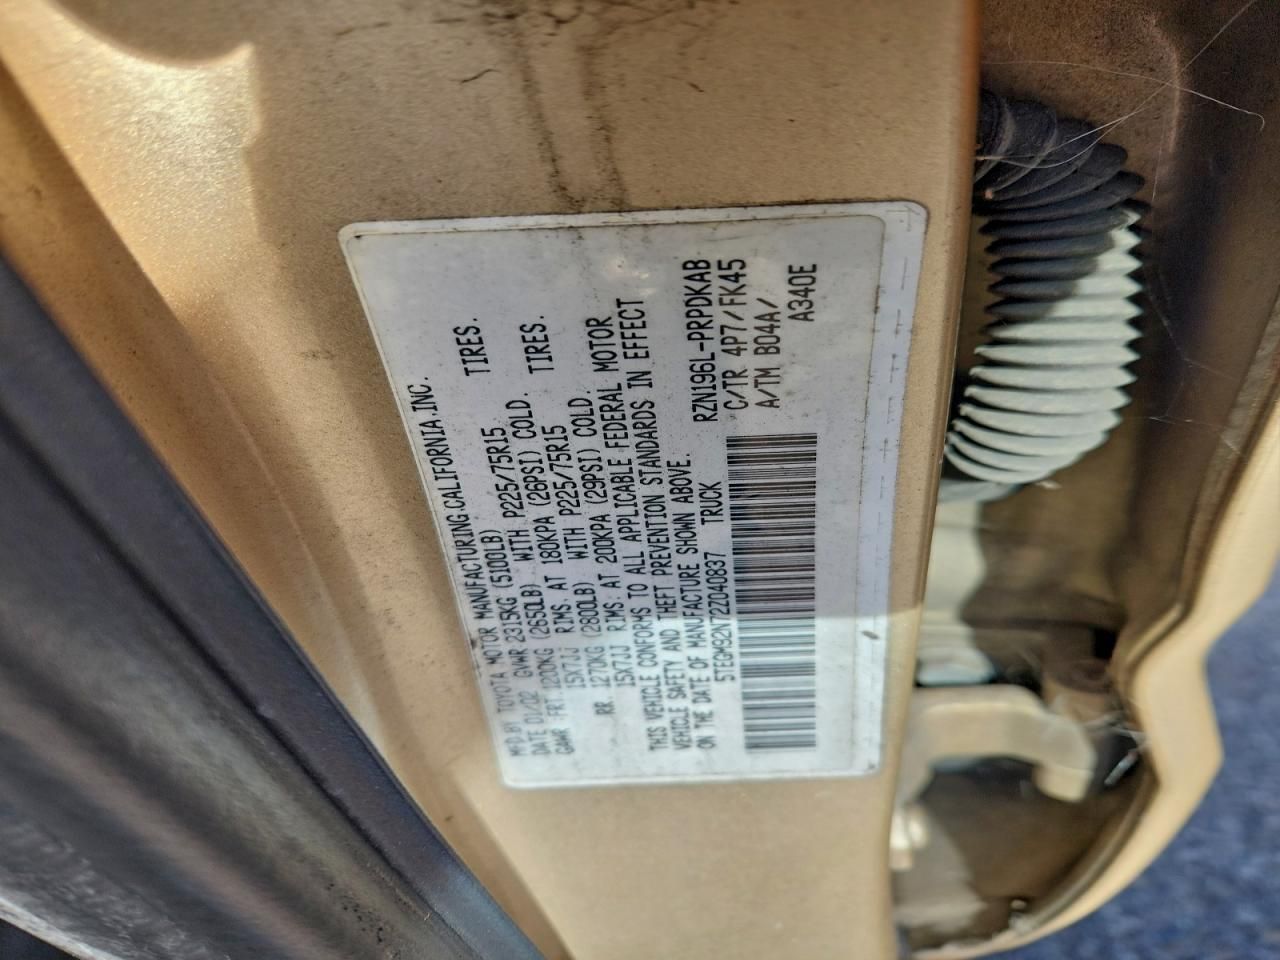 MFD.BY TOYOTA MOTOR MANUFACTURING.CALIFORNIA.INC.
DATE 01/02 GVWR 2315KG (5100LB)
GAWR FRT. 1200KG (2650LB) WITH P225/75R15 TIRES.
15X7JJ RIMS. AT 180KPA (26PSI) COLD.
RR 1270KG (2800LB) WITH P225/75R15 TIRES.
15X7JJ RIMS. AT 200KPA (29PSI) COLD.
THIS VEHICLE CONFORMS TO ALL APPLICABLE FEDERAL MOTOR
VEHICLE SAFETY AND THEFT PREVENTION STANDARDS IN EFFECT
ON THE DATE OF MANUFACTURE SHOWN ABOVE.
5TEGM92N72Z040837 TRUCK
RZN196L-PRPDKAB
C/TR 4P7/FK45
A/TM B04A/
A340E